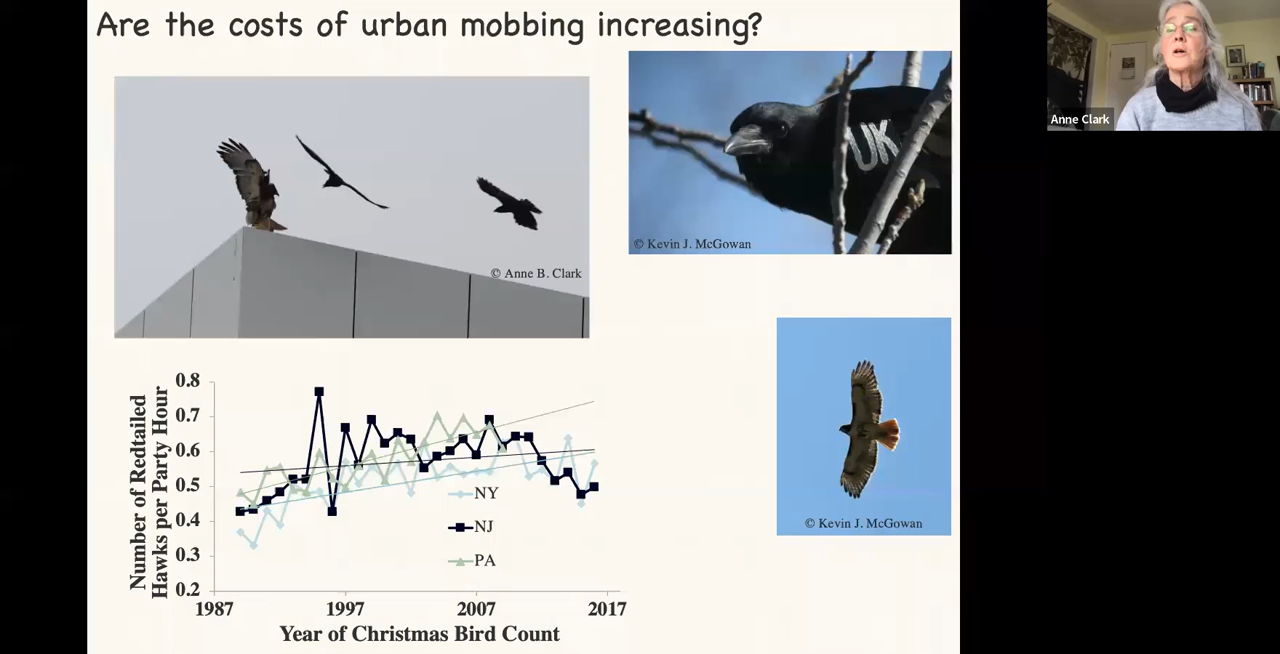 Are the costs of urban mobbing increasing?
Anne Clark
UK
© Kevin J. McGowan
© Anne B. Clark
© Kevin J. McGowan
Number of Redtailed
Hawks per Party Hour
0.8
0.7
0.6
0.5
0.4
0.3
0.2
NY
NJ
PA
1987
1997
2007
2017
Year of Christmas Bird Count